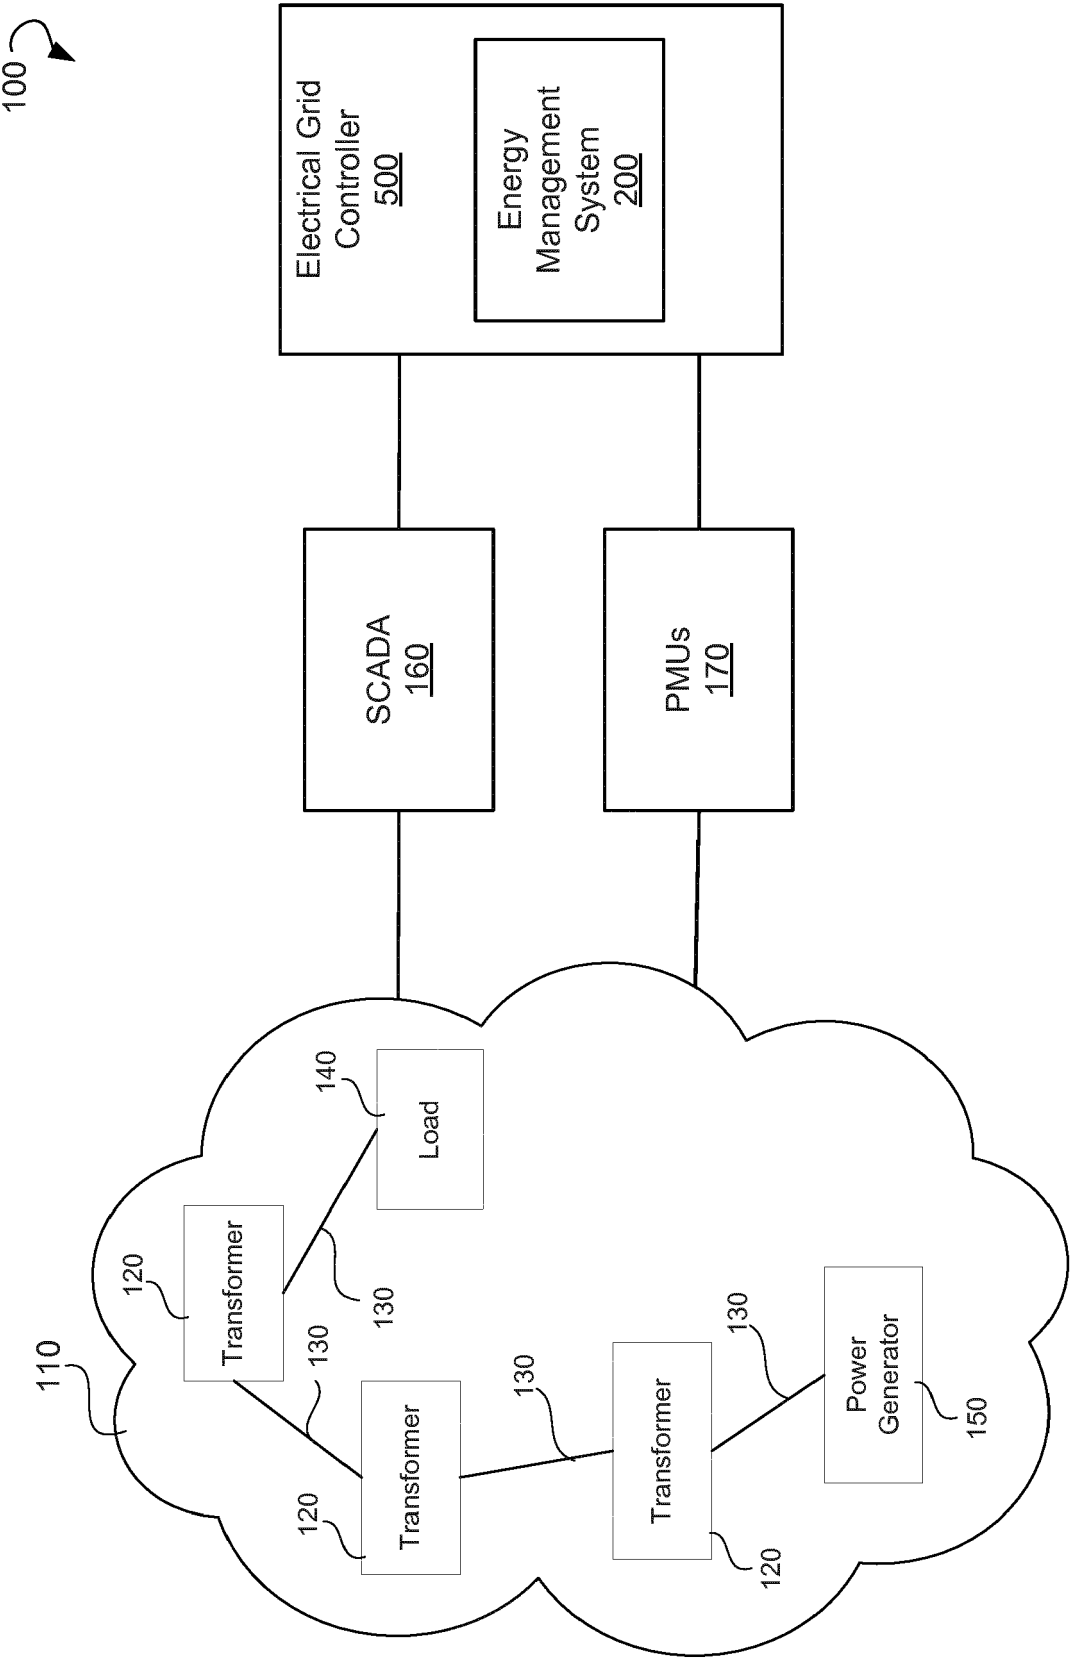 100
110
120
Transformer
130
130
140
Load
120
Transformer
130
Transformer
120
130
Power
Generator
150
SCADA
160
PMUs
170
Electrical Grid
Controller
500
Energy
Management
System
200